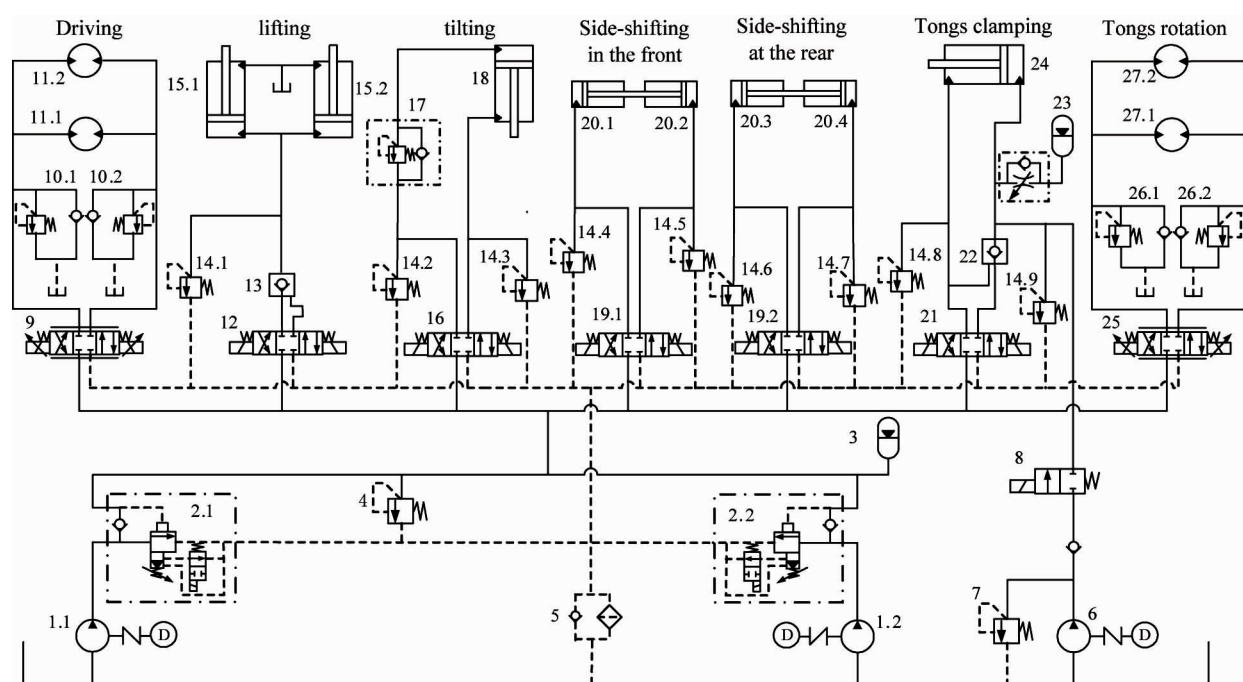 Driving lifting tilting Side-shifting in the front Side-shifting at the rear Tongs clamping Tongs rotation
11.2 15.1 15.2 18 24 27.2
17 20.1 20.2 20.3 20.4 23
11.1 27.1
10.1 10.2 26.1 26.2
14.1 13 14.2 14.3 14.4 14.5 14.6 14.7 14.8 22 14.9
9 12 16 19.1 19.2 21 25
3
8
2.1 4 2.2
1.1 D 5 D 1.2 7 6 D